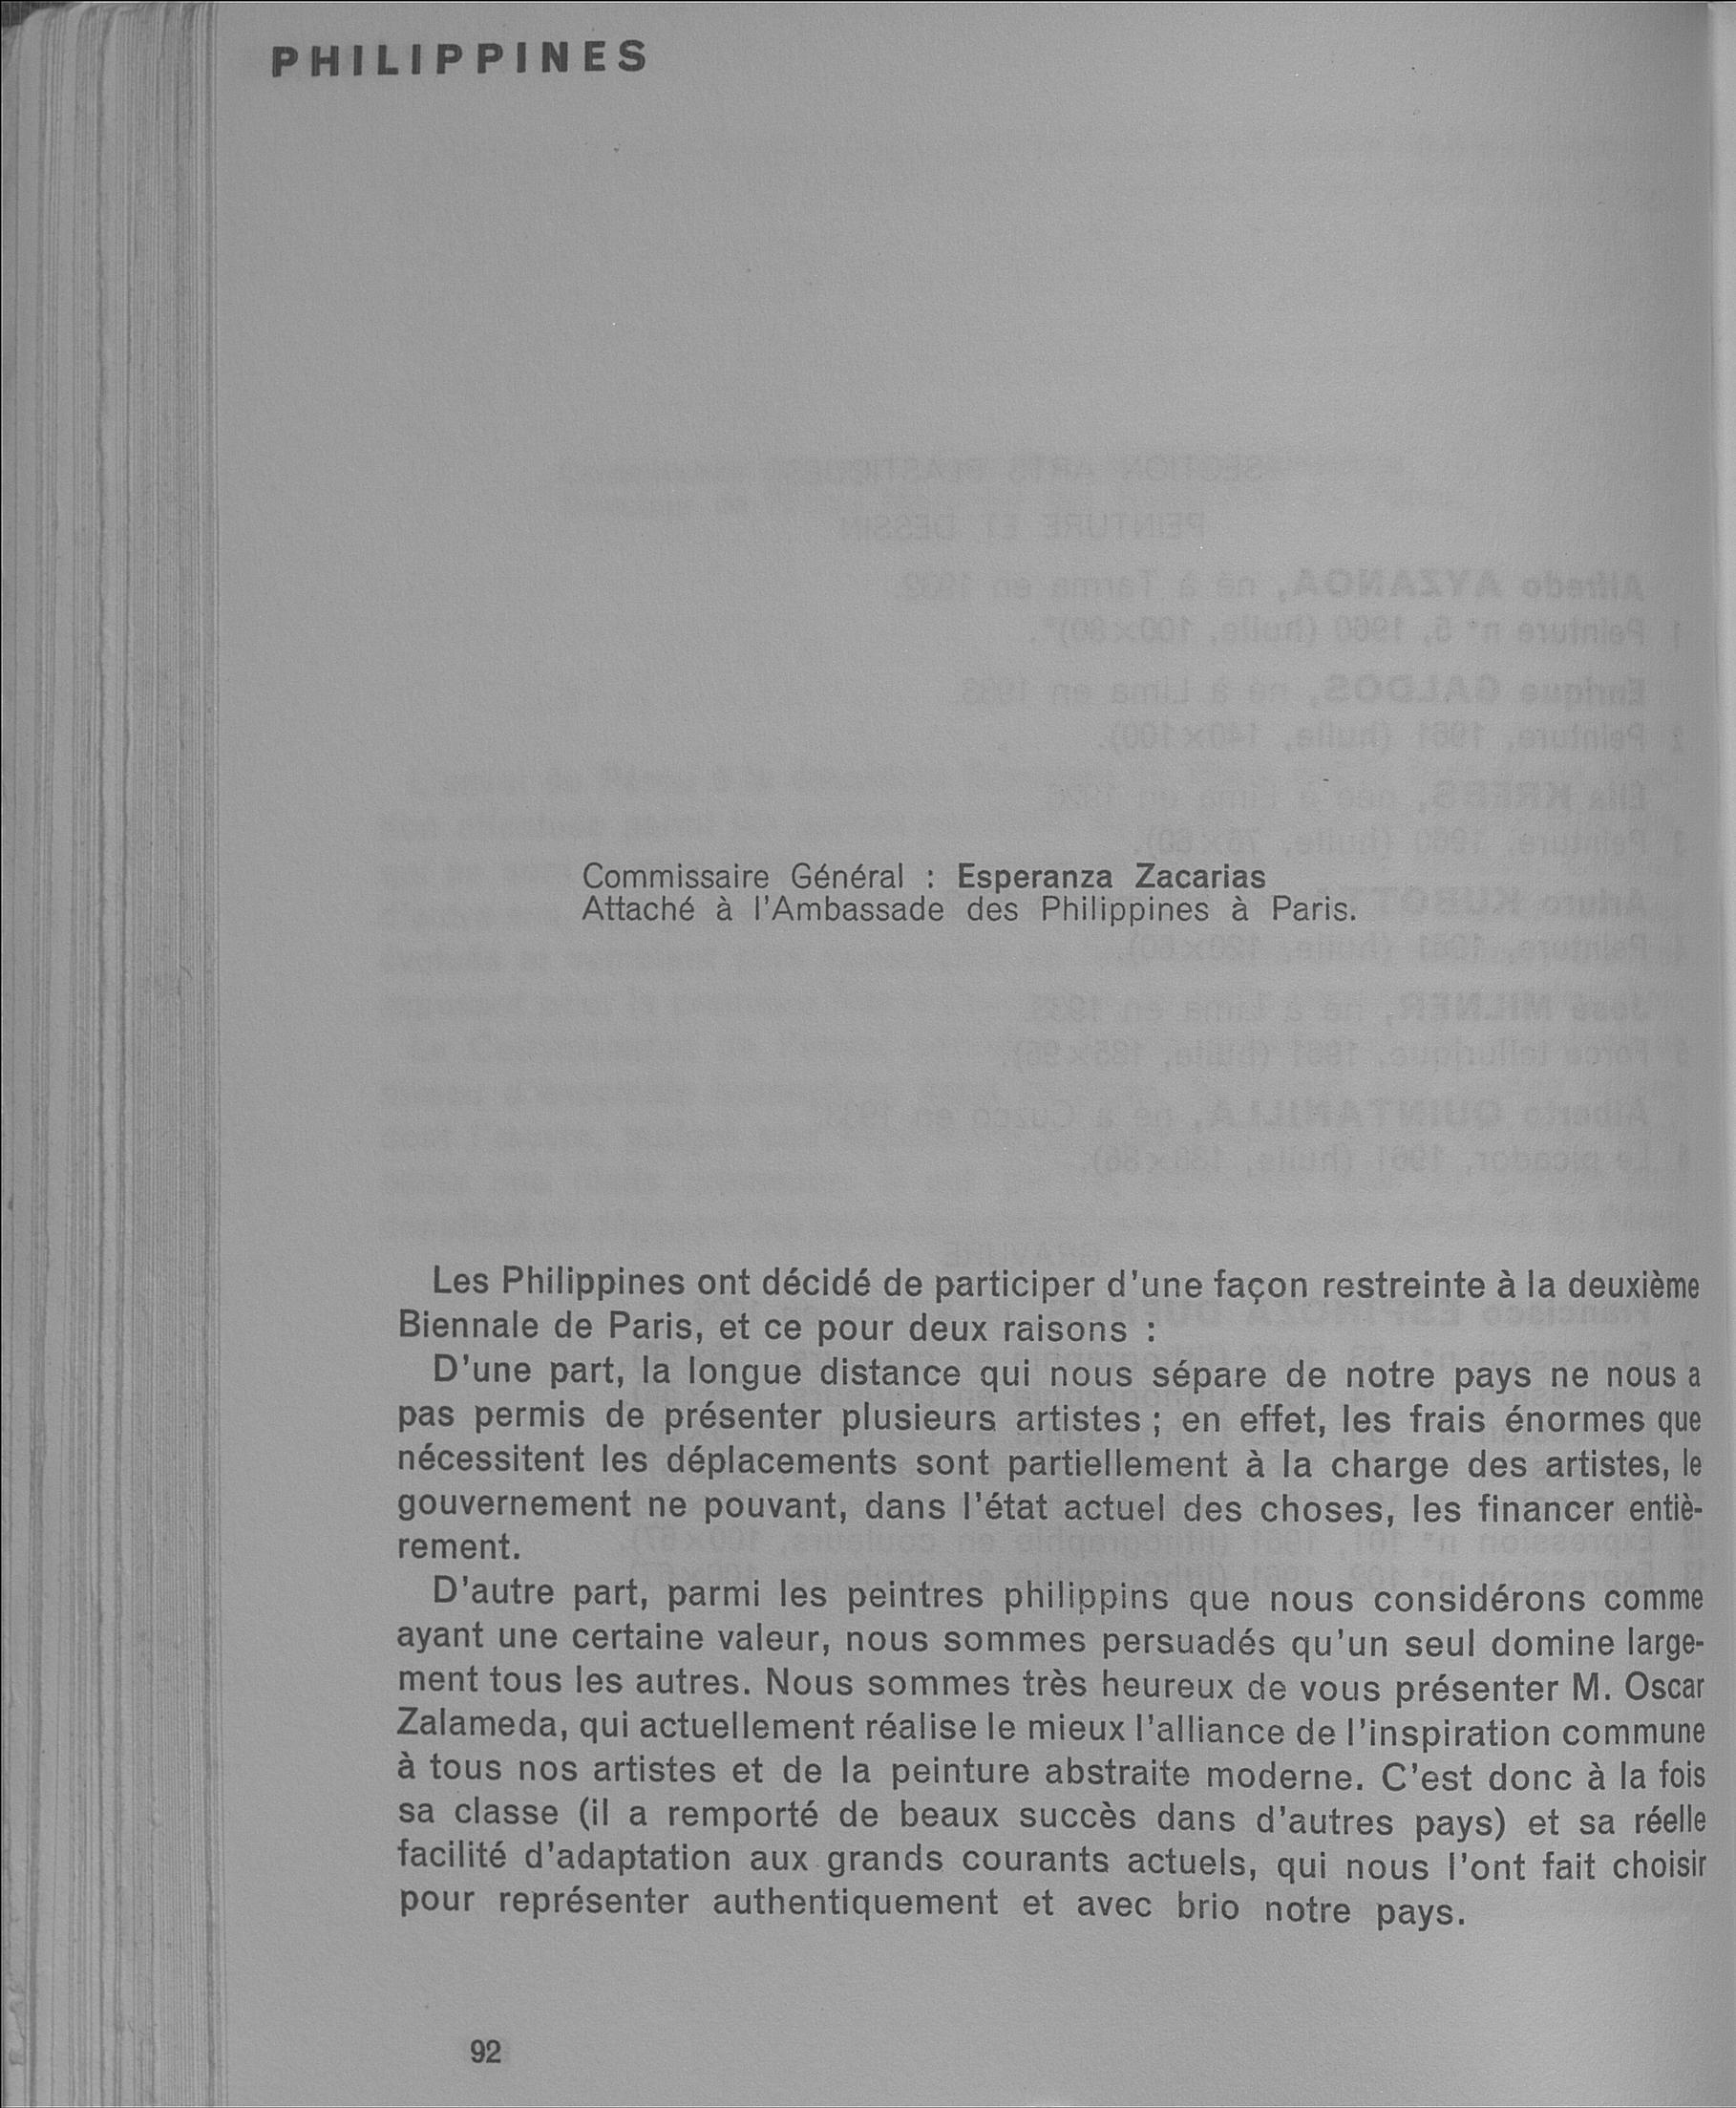 PHILIPPINES
Commissaire Général : Esperanza Zacarias
Attaché à l'Ambassade des Philippines à Paris.
Les Philippines ont décidé de participer d'une façon restreinte à la deuxième
Biennale de Paris, et ce pour deux raisons :
D'une part, la longue distance qui nous sépare de notre pays ne nous a
pas permis de présenter plusieurs artistes ; en effet, les frais énormes que
nécessitent les déplacements sont partiellement à la charge des artistes, le
gouvernement ne pouvant, dans l'état actuel des choses, les financer entiè-
rement.
D'autre part, parmi les peintres philippins que nous considérons comme
ayant une certaine valeur, nous sommes persuadés qu'un seul domine large-
ment tous les autres. Nous sommes très heureux de vous présenter M. Oscar
Zalameda, qui actuellement réalise le mieux l'alliance de l'inspiration commune
à tous nos artistes et de la peinture abstraite moderne. C'est donc à la fois
sa classe (il a remporté de beaux succès dans d'autres pays) et sa réelle
facilité d'adaptation aux grands courants actuels, qui nous l'ont fait choisir
pour représenter authentiquement et avec brio notre pays.
92